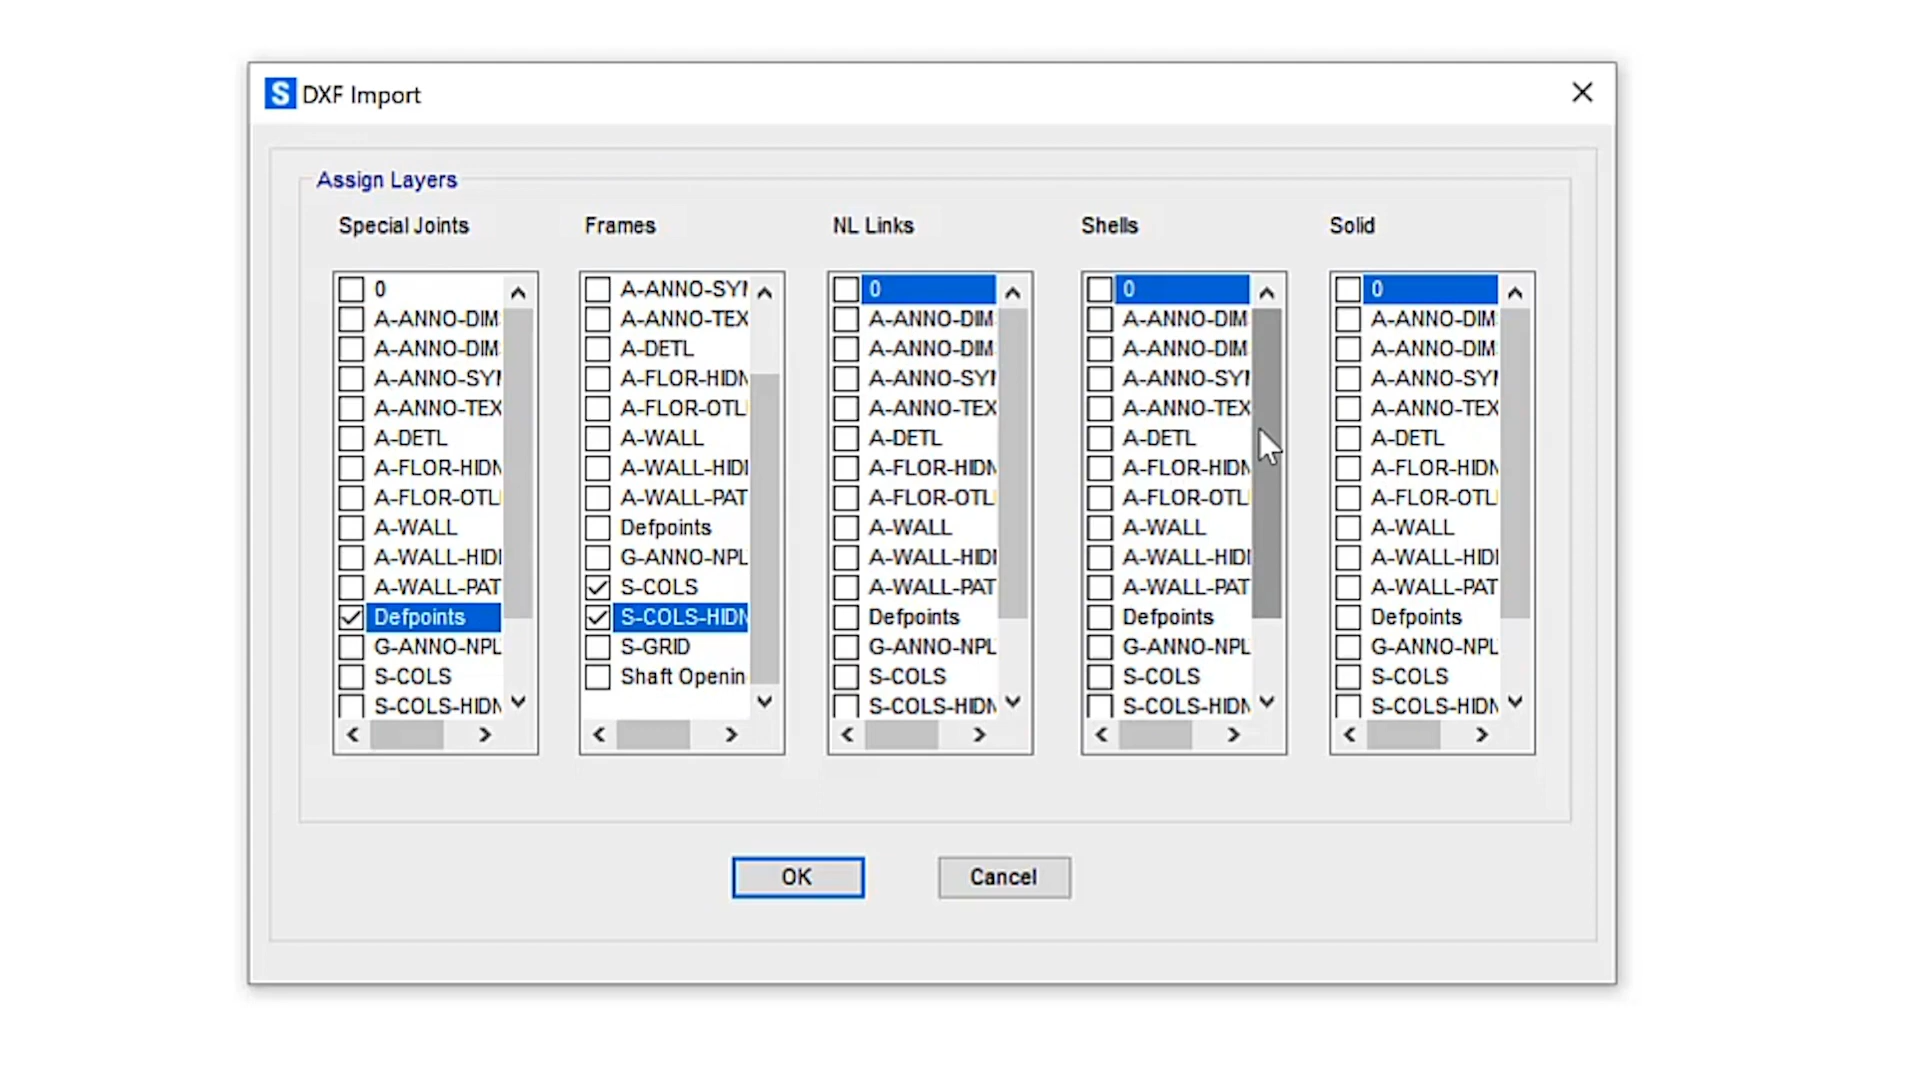 S DXF Import
Assign Layers
Special Joints
0
A-ANNO-DIM
A-ANNO-DIM
A-ANNO-SYM
A-ANNO-TEX
A-DETL
A-FLOR-HIDN
A-FLOR-OTL
A-WALL
A-WALL-HIDI
A-WALL-PAT
Defpoints
G-ANNO-NPL
S-COLS
S-COLS-HIDN
Frames
A-ANNO-SYM
A-ANNO-TEX
A-DETL
A-FLOR-HIDN
A-FLOR-OTL
A-WALL
A-WALL-HIDI
A-WALL-PAT
Defpoints
G-ANNO-NPL
S-COLS
S-COLS-HIDN
S-GRID
Shaft Openin
NL Links
0
A-ANNO-DIM
A-ANNO-DIM
A-ANNO-SYM
A-ANNO-TEX
A-DETL
A-FLOR-HIDN
A-FLOR-OTL
A-WALL
A-WALL-HIDI
A-WALL-PAT
Defpoints
G-ANNO-NPL
S-COLS
S-COLS-HIDN
Shells
0
A-ANNO-DIM
A-ANNO-DIM
A-ANNO-SYM
A-ANNO-TEX
A-DETL
A-FLOR-HIDN
A-FLOR-OTL
A-WALL
A-WALL-HIDI
A-WALL-PAT
Defpoints
G-ANNO-NPL
S-COLS
S-COLS-HIDN
Solid
0
A-ANNO-DIM
A-ANNO-DIM
A-ANNO-SYM
A-ANNO-TEX
A-DETL
A-FLOR-HIDN
A-FLOR-OTL
A-WALL
A-WALL-HIDI
A-WALL-PAT
Defpoints
G-ANNO-NPL
S-COLS
S-COLS-HIDN
OK
Cancel